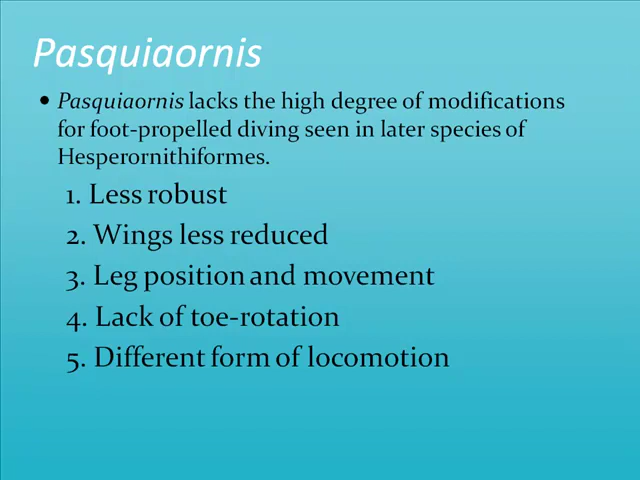 Pasquiaornis
• Pasquiaornis lacks the high degree of modifications
for foot-propelled diving seen in later species of
Hesperornithiformes.
1. Less robust
2. Wings less reduced
3. Leg position and movement
4. Lack of toe-rotation
5. Different form of locomotion